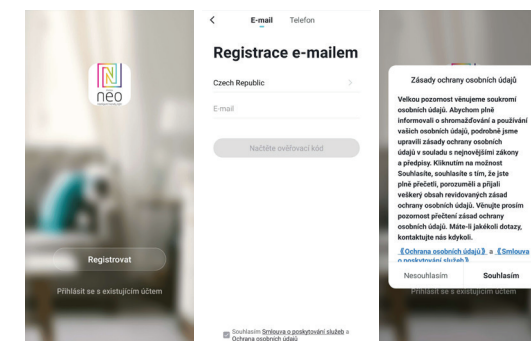 nēo
Registrovat
Přihlásit se s existujícím účtem
E-mail Telefon
Registrace e-mailem
Czech Republic
E-mail
Načtěte ověřovací kód
Souhlasím Smlouva o poskytování služeb a
Ochrana osobních údajů
Zásady ochrany osobních údajů
Velkou pozornost věnujeme soukromí
osobních údajů. Abychom plně
informovali o shromažďování a používání
vašich osobních údajů, podrobně jsme
upravili zásady ochrany osobních
údajů v souladu s nejnovějšími zákony
a předpisy. Kliknutím na možnost
Souhlasíte, souhlasíte s tím, že jste
plně přečetli, porozuměli a přijali
veškerý obsah revidovaných zásad
ochrany osobních údajů. Věnujte prosím
pozornost přečtení zásad ochrany
osobních údajů. Máte-li jakékoli dotazy,
kontaktujte nás kdykoli.
《Ochrana osobních údajů》 a 《Smlouva
o poskytování služeb》
Nesouhlasím Souhlasím
Přihlásit se s existujícím účtem